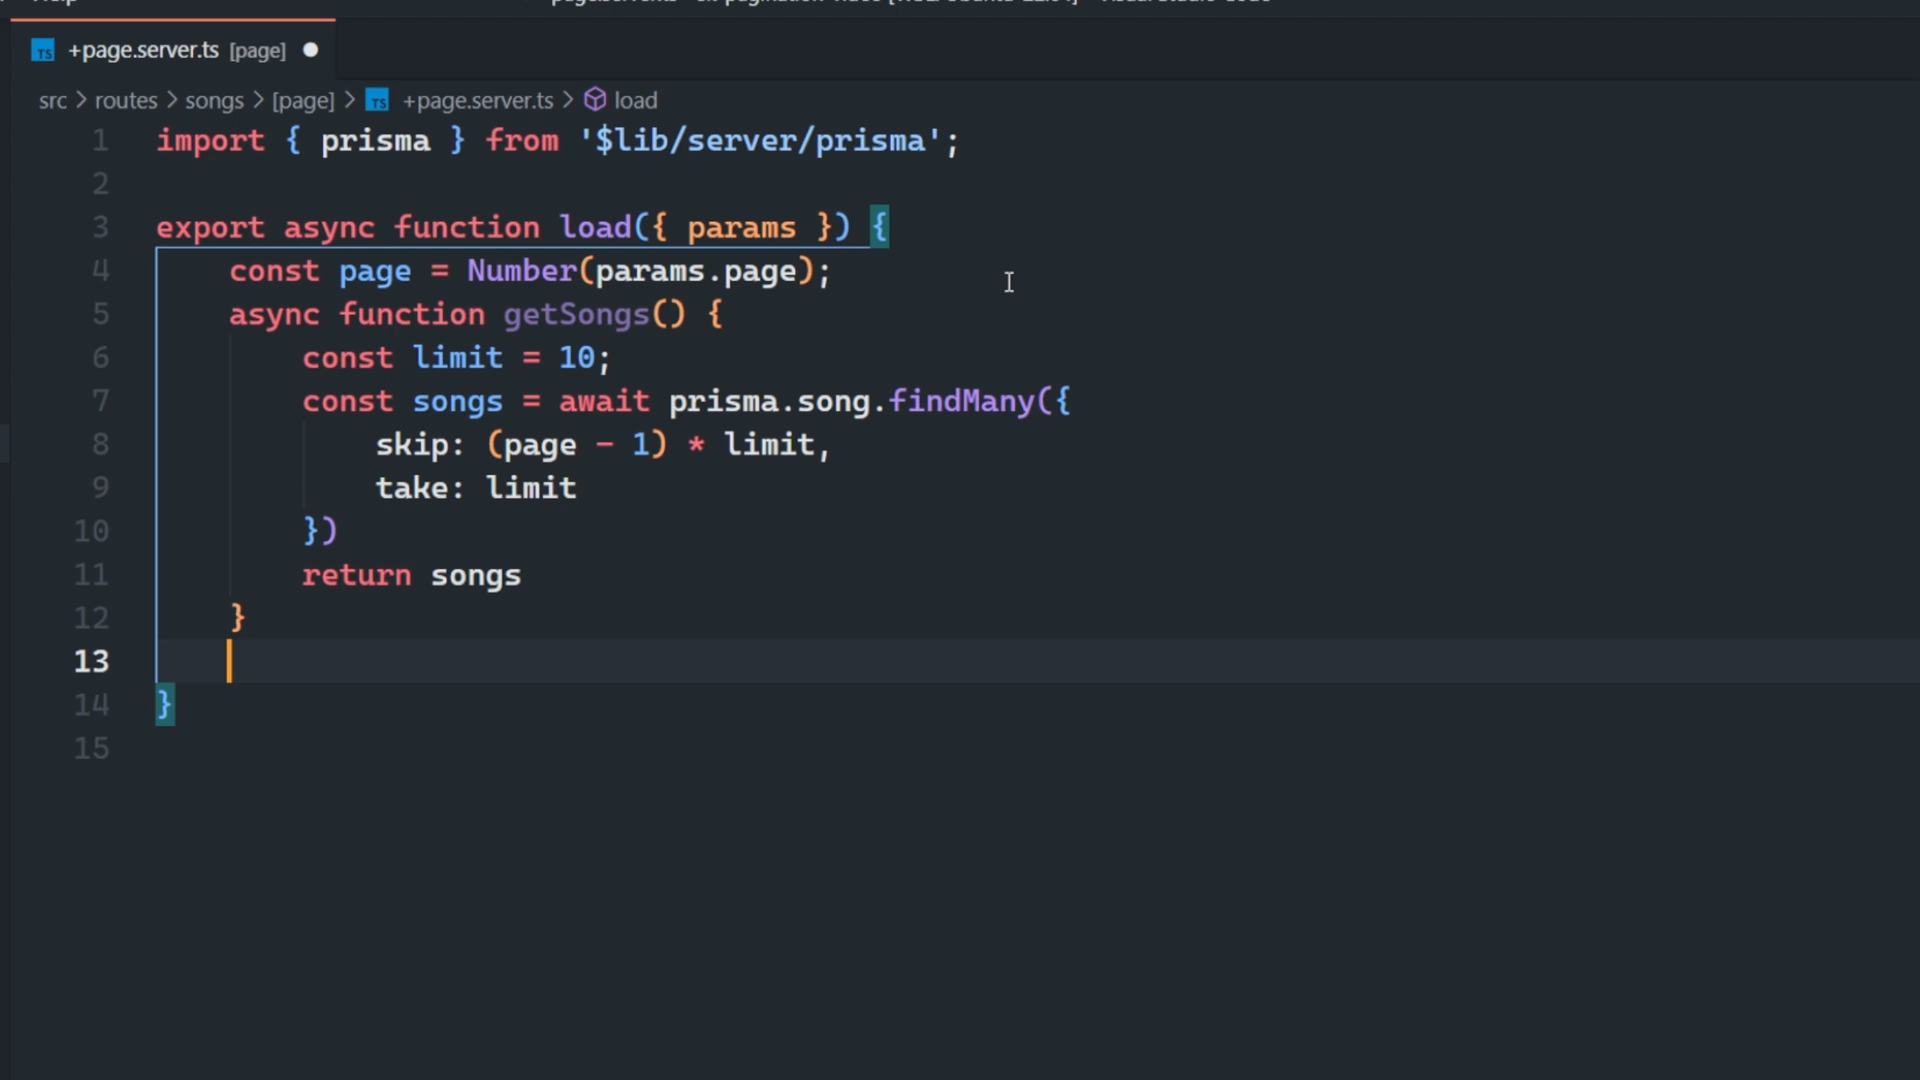 +page.server.ts [page]
src > routes > songs > [page] > TS +page.server.ts > load
1 import { prisma } from '$lib/server/prisma';
2
3 export async function load({ params }) {
4 const page = Number(params.page);
5 async function getSongs() {
6 const limit = 10;
7 const songs = await prisma.song.findMany({
8 skip: (page - 1) * limit,
9 take: limit
10 })
11 return songs
12 }
13
14 }
15